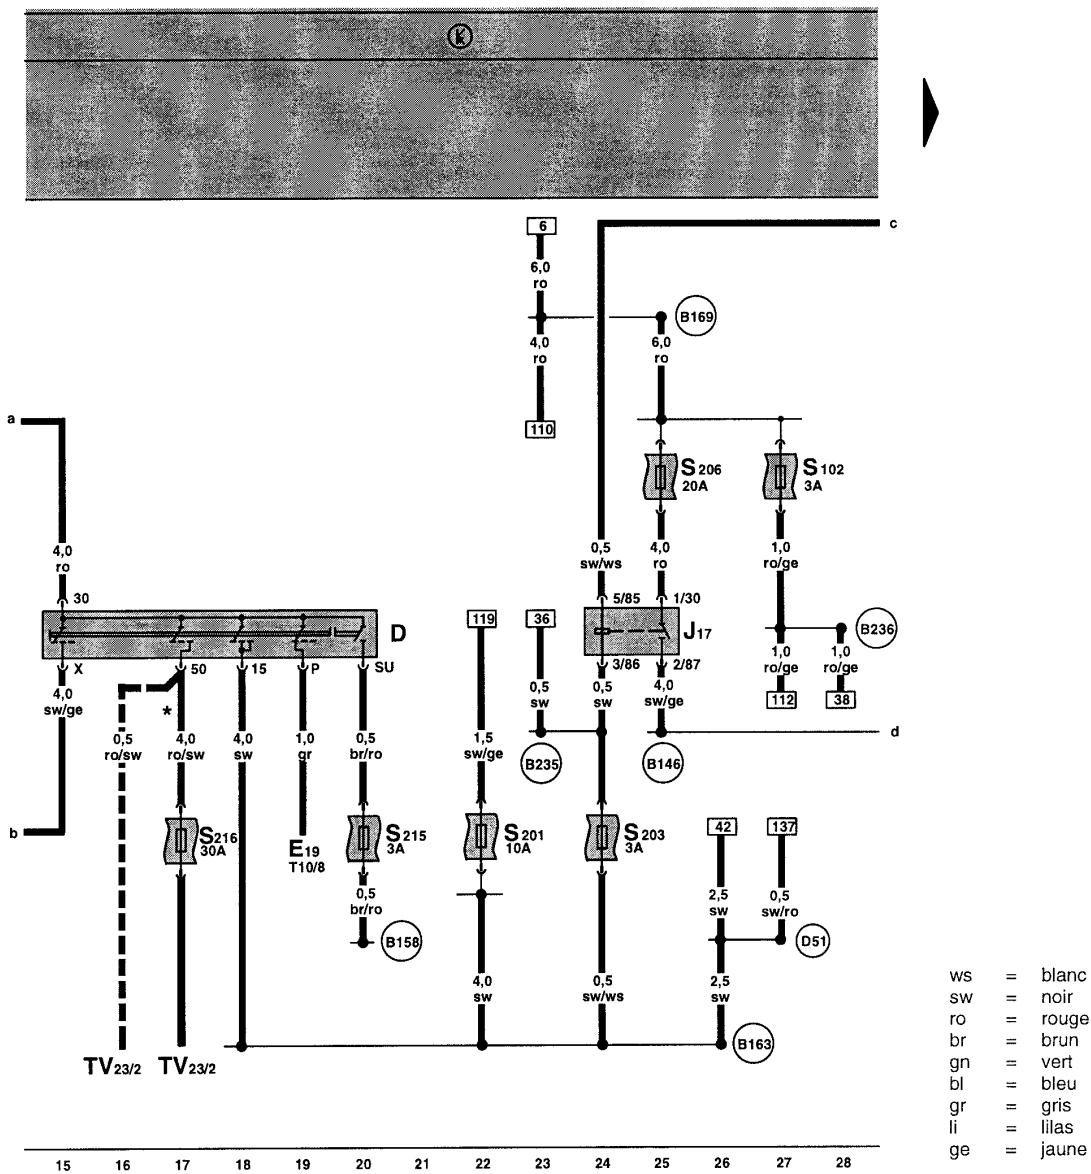 K
6
c
6,0
ro
B169
4,0
ro
6,0
ro
a
110
S206
20A
S102
3A
4,0
ro
0,5
sw/ws
4,0
ro
1,0
ro/ge
30
5/85
1/30
D
119
36
J17
B236
X
50
15
P
SU
3/86
2/87
1,0
ro/ge
1,0
ro/ge
4,0
sw/ge
0,5
sw
0,5
sw
4,0
sw/ge
112
38
*
0,5
ro/sw
4,0
ro/sw
4,0
sw
1,0
gr
0,5
br/ro
1,5
sw/ge
d
B235
B146
b
S216
30A
E19
T10/8
S215
3A
S201
10A
S203
3A
42
137
0,5
br/ro
2,5
sw
0,5
sw/ro
B158
D51
4,0
sw
0,5
sw/ws
2,5
sw
B163
TV23/2
TV23/2
ws = blanc
sw = noir
ro = rouge
br = brun
gn = vert
bl = bleu
gr = gris
li = lilas
ge = jaune
15 16 17 18 19 20 21 22 23 24 25 26 27 28